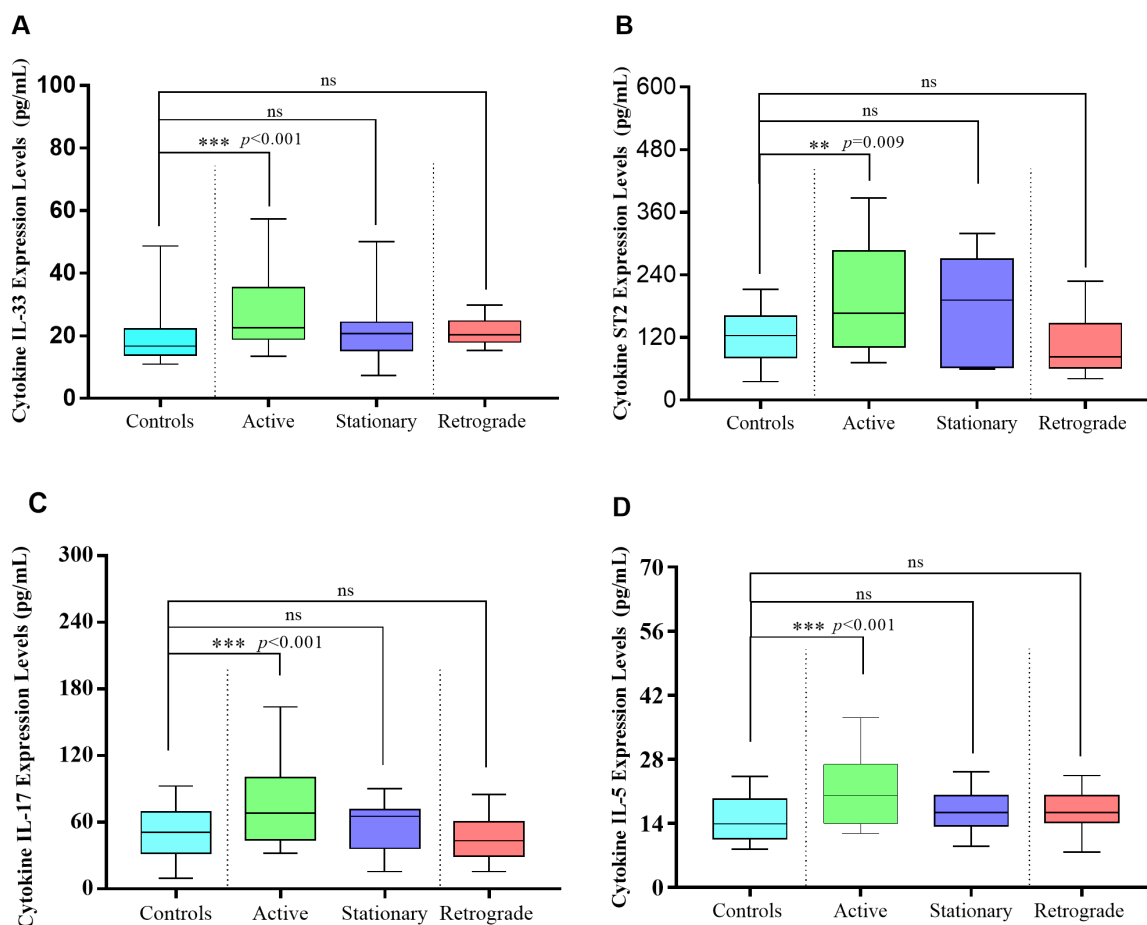 A
Cytokine IL-33 Expression Levels (pg/mL)
100
80
60
40
20
0
ns
ns
*** p<0.001
Controls
Active
Stationary
Retrograde
B
Cytokine ST2 Expression Levels (pg/mL)
600
480
360
240
120
0
ns
ns
** p=0.009
Controls
Active
Stationary
Retrograde
C
Cytokine IL-17 Expression Levels (pg/mL)
300
240
180
120
60
0
ns
ns
*** p<0.001
Controls
Active
Stationary
Retrograde
D
Cytokine IL-5 Expression Levels (pg/mL)
70
56
42
28
14
0
ns
ns
*** p<0.001
Controls
Active
Stationary
Retrograde